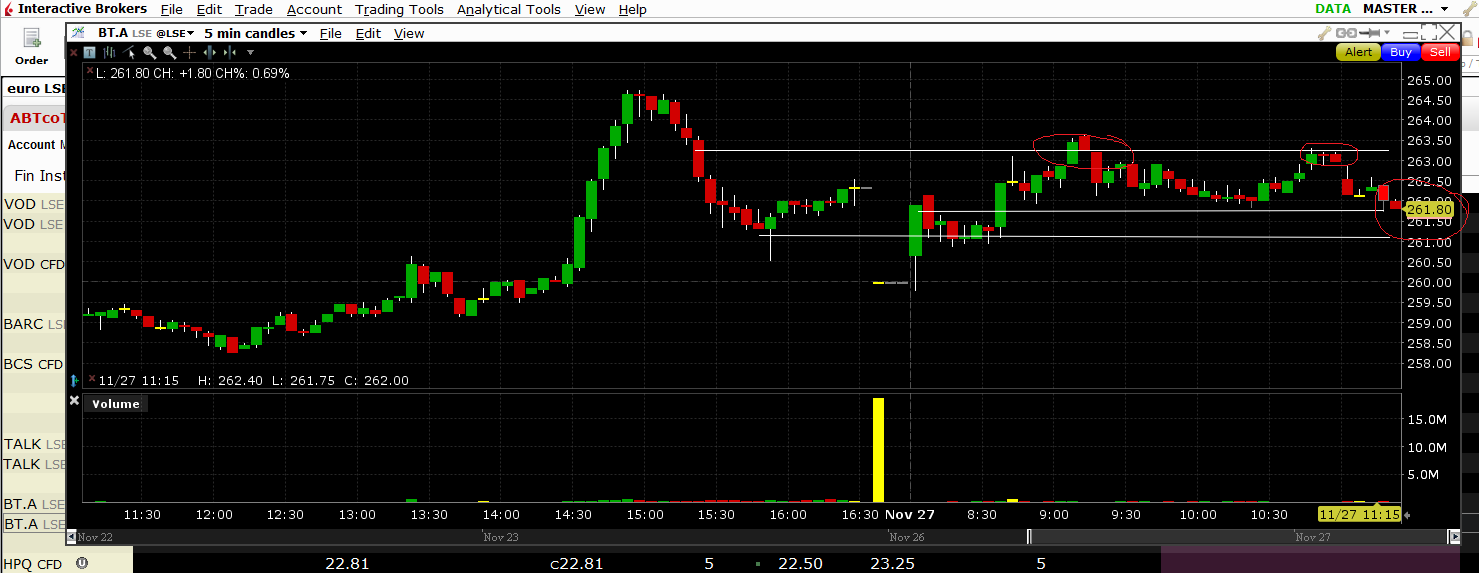 Interactive Brokers File Edit Trade Account Trading Tools Analytical Tools View Help DATA MASTER ...
BT.A LSE @LSE 5 min candles File Edit View
Order
Alert Buy Sell
L: 261.80 CH: +1.80 CH%: 0.69%
euro LSE
ABTcoT
Account M
Fin Inst
VOD LSE
VOD LSE
VOD CFD
BARC LSE
BCS CFD
TALK LSE
TALK LSE
BT.A LSE
BT.A LSE
HPQ CFD U 22.81 C22.81 5 22.50 23.25 5
265.00
264.50
264.00
263.50
263.00
262.50
262.00
261.80
261.50
261.00
260.50
260.00
259.50
259.00
258.50
258.00
11/27 11:15 H: 262.40 L: 261.75 C: 262.00
Volume
15.0M
10.0M
5.0M
11:30 12:00 12:30 13:00 13:30 14:00 14:30 15:00 15:30 16:00 16:30 Nov 27 8:30 9:00 9:30 10:00 10:30 11/27 11:15
Nov 22 Nov 23 Nov 26 Nov 27